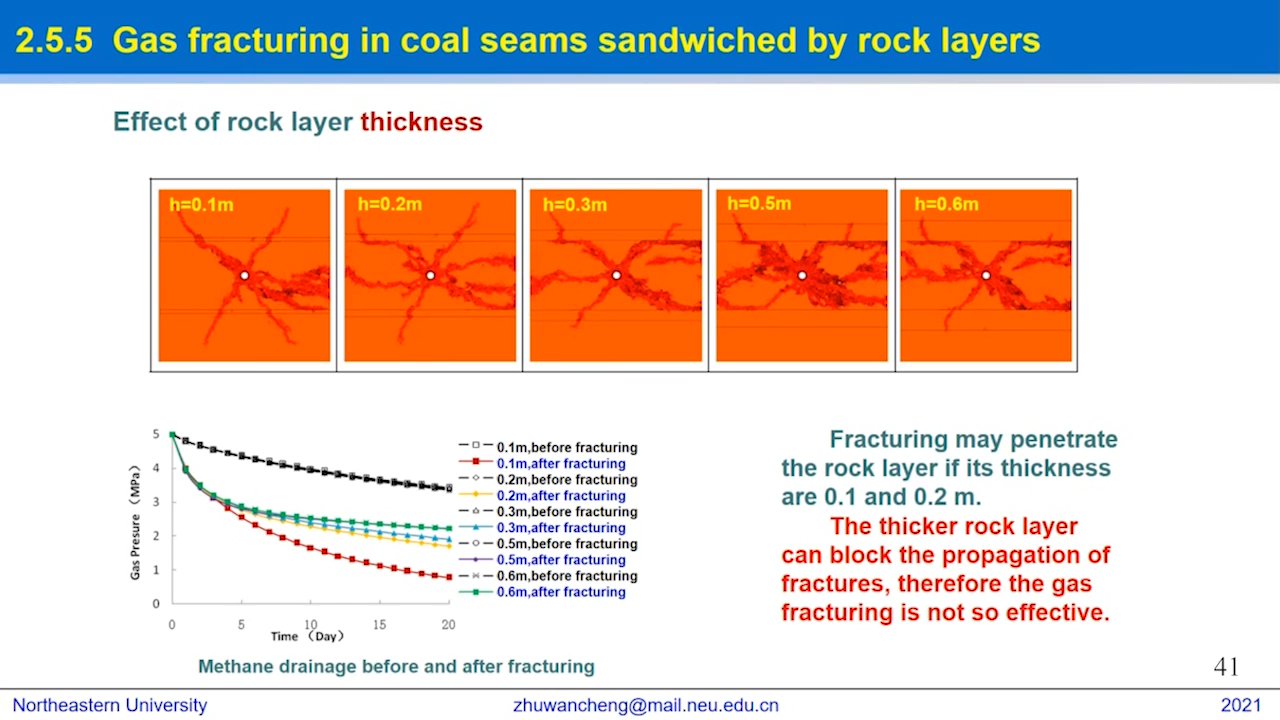 2.5.5 Gas fracturing in coal seams sandwiched by rock layers
Effect of rock layer thickness
h=0.1m
h=0.2m
h=0.3m
h=0.5m
h=0.6m
Gas Presure (MPa)
5
4
3
2
1
0
0
5
10
15
20
Time (Day)
0.1m,before fracturing
0.1m,after fracturing
0.2m,before fracturing
0.2m,after fracturing
0.3m,before fracturing
0.3m,after fracturing
0.5m,before fracturing
0.5m,after fracturing
0.6m,before fracturing
0.6m,after fracturing
Methane drainage before and after fracturing
Fracturing may penetrate
the rock layer if its thickness
are 0.1 and 0.2 m.
The thicker rock layer
can block the propagation of
fractures, therefore the gas
fracturing is not so effective.
41
Northeastern University
zhuwancheng@mail.neu.edu.cn
2021